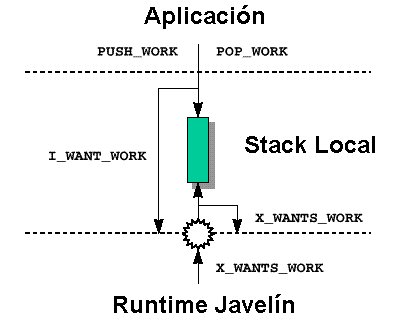 Aplicación
PUSH_WORK POP_WORK
I_WANT_WORK
Stack Local
X_WANTS_WORK
X_WANTS_WORK
Runtime Javelín